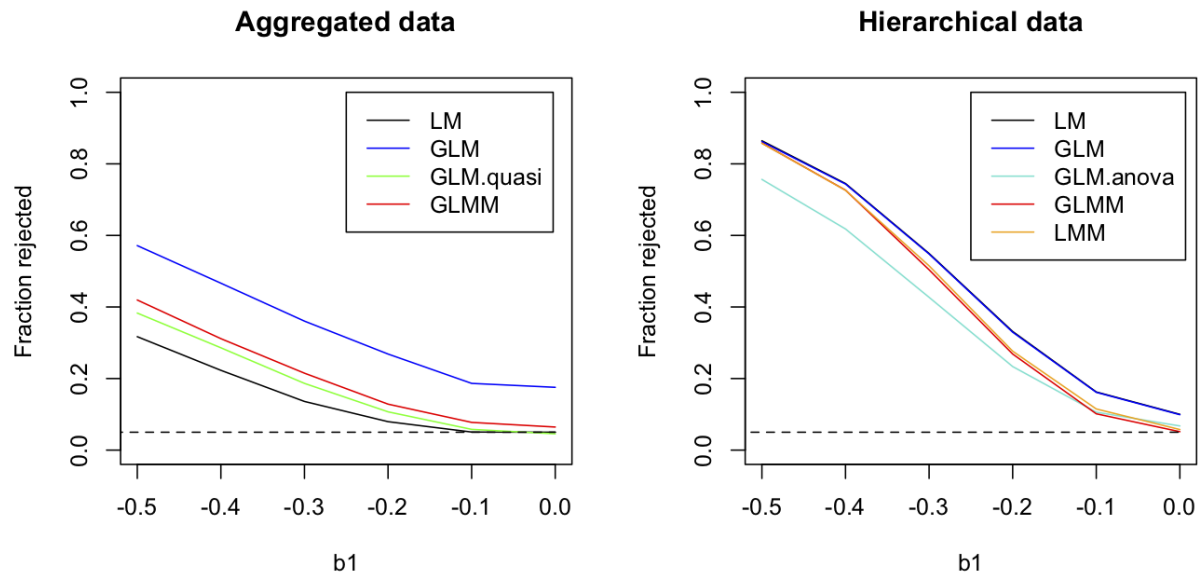 Aggregated data
Fraction rejected
1.0
0.8
0.6
0.4
0.2
0.0
LM
GLM
GLM.quasi
GLMM
-0.5 -0.4 -0.3 -0.2 -0.1 0.0
b1
Hierarchical data
Fraction rejected
1.0
0.8
0.6
0.4
0.2
0.0
LM
GLM
GLM.anova
GLMM
LMM
-0.5 -0.4 -0.3 -0.2 -0.1 0.0
b1